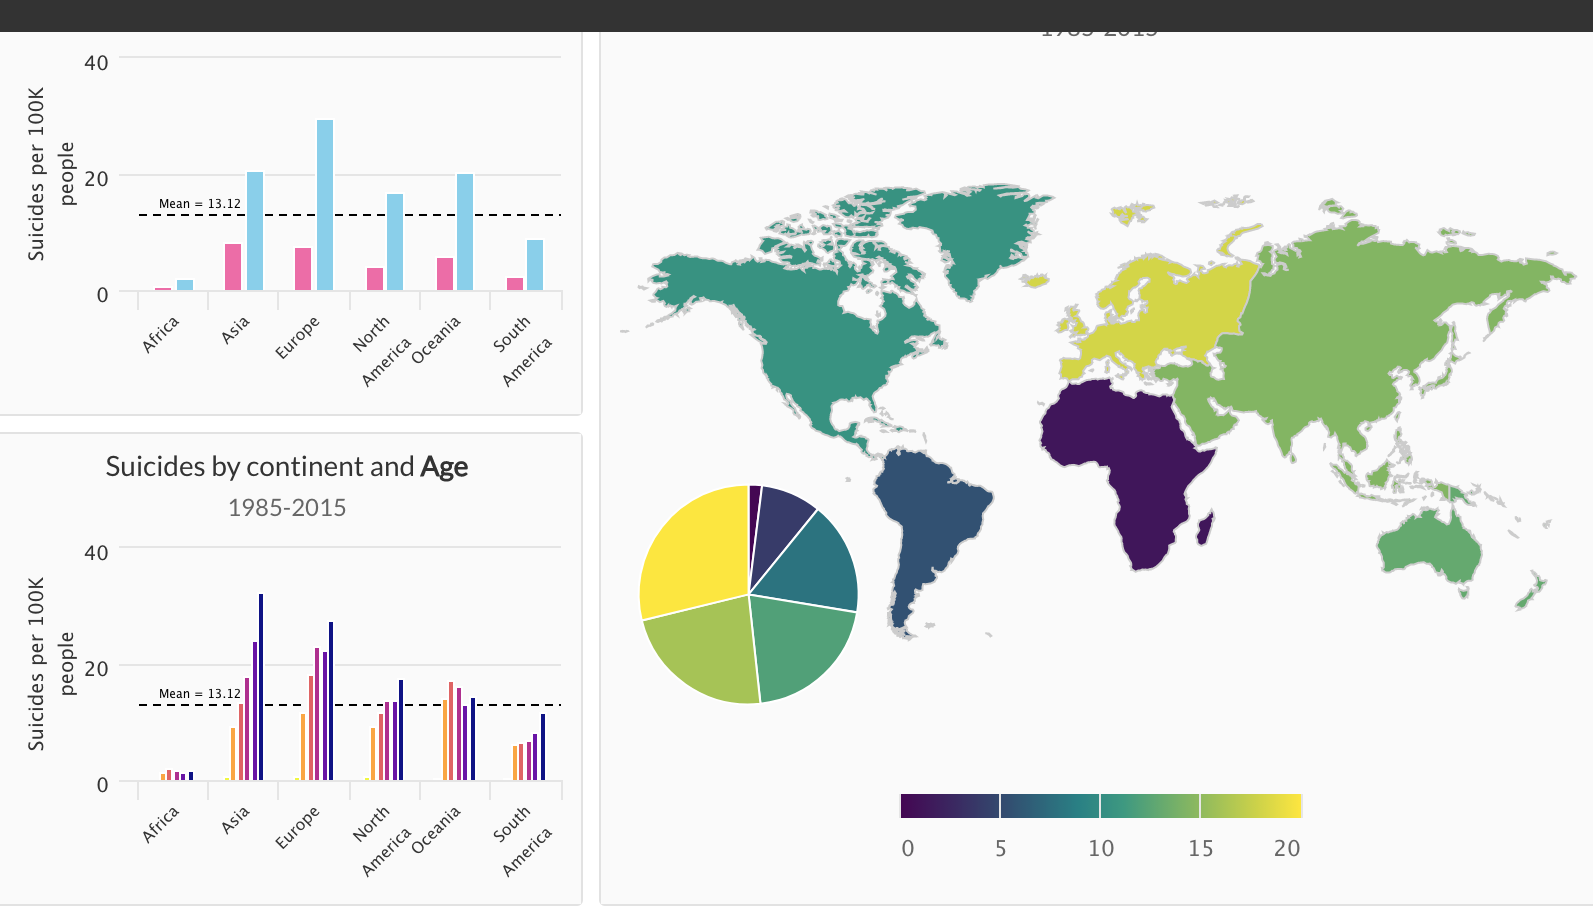 1985-2015
40
20
0
Suicides per 100K
people
Mean = 13.12
Africa
Asia
Europe
North
America
Oceania
South
America
Suicides by continent and Age
1985-2015
40
20
0
Suicides per 100K
people
Mean = 13.12
Africa
Asia
Europe
North
America
Oceania
South
America
0
5
10
15
20